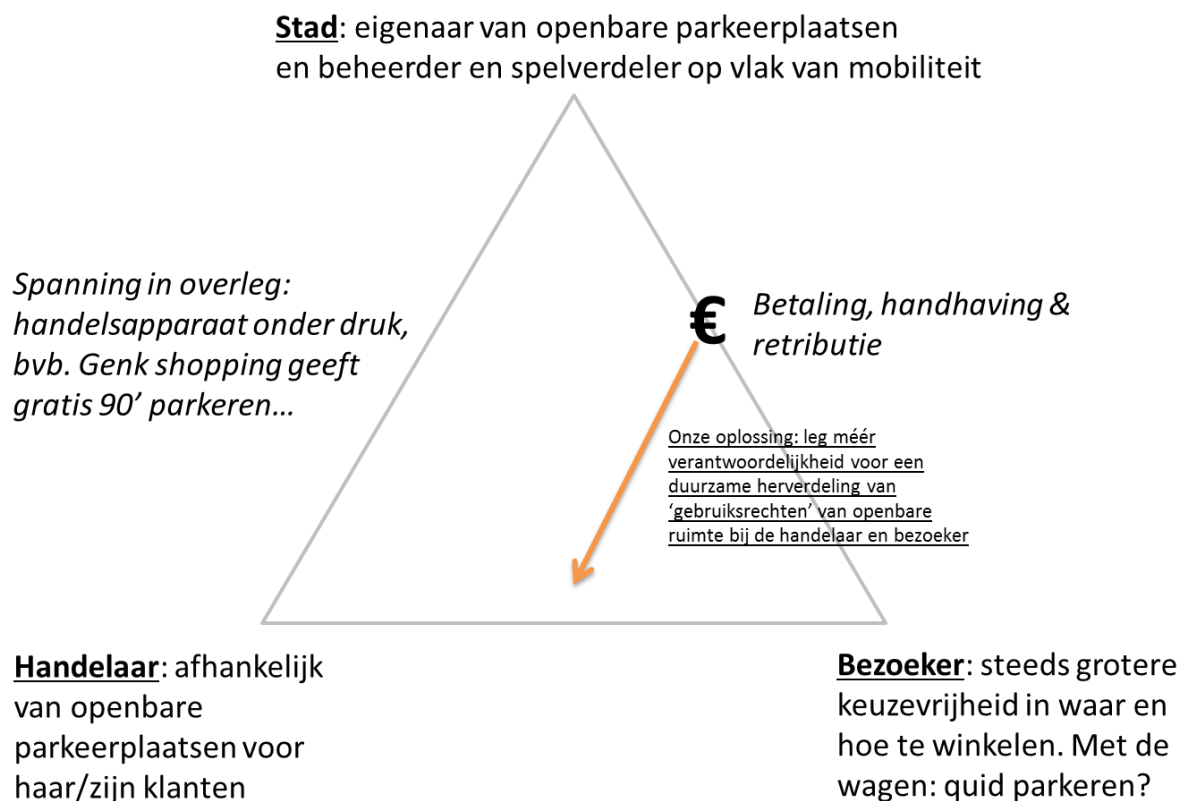 Stad: eigenaar van openbare parkeerplaatsen
en beheerder en spelverdeler op vlak van mobiliteit
Spanning in overleg:
handelsapparaat onder druk,
bvb. Genk shopping geeft
gratis 90’ parkeren…
€
Betaling, handhaving &
retributie
Onze oplossing: leg méér
verantwoordelijkheid voor een
duurzame herverdeling van
‘gebruiksrechten’ van openbare
ruimte bij de handelaar en bezoeker
Handelaar: afhankelijk
van openbare
parkeerplaatsen voor
haar/zijn klanten
Bezoeker: steeds grotere
keuzevrijheid in waar en
hoe te winkelen. Met de
wagen: quid parkeren?